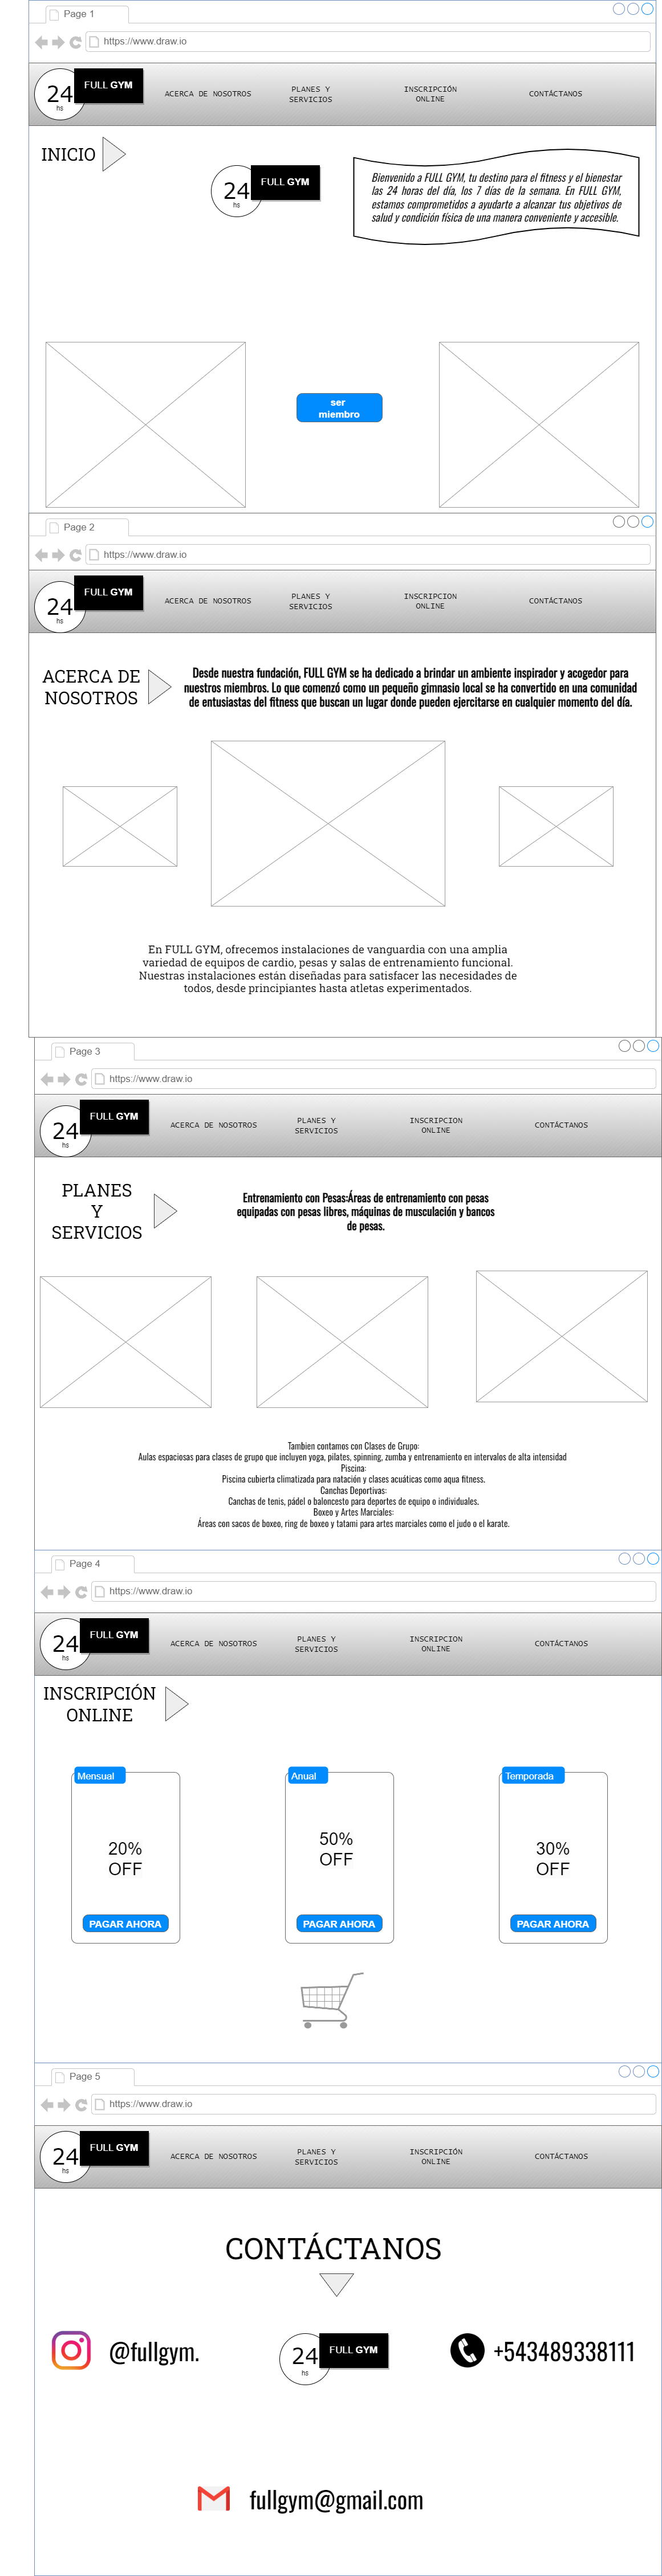 Page 1
https://www.draw.io
24
hs
FULL GYM
ACERCA DE NOSOTROS
PLANES Y
SERVICIOS
INSCRIPCIÓN
ONLINE
CONTÁCTANOS
INICIO
24
hs
FULL GYM
Bienvenido a FULL GYM, tu destino para el fitness y el bienestar
las 24 horas del día, los 7 días de la semana. En FULL GYM,
estamos comprometidos a ayudarte a alcanzar tus objetivos de
salud y condición física de una manera conveniente y accesible.
ser
miembro
Page 2
https://www.draw.io
24
hs
FULL GYM
ACERCA DE NOSOTROS
PLANES Y
SERVICIOS
INSCRIPCION
ONLINE
CONTÁCTANOS
ACERCA DE
NOSOTROS
Desde nuestra fundación, FULL GYM se ha dedicado a brindar un ambiente inspirador y acogedor para
nuestros miembros. Lo que comenzó como un pequeño gimnasio local se ha convertido en una comunidad
de entusiastas del fitness que buscan un lugar donde pueden ejercitarse en cualquier momento del día.
En FULL GYM, ofrecemos instalaciones de vanguardia con una amplia
variedad de equipos de cardio, pesas y salas de entrenamiento funcional.
Nuestras instalaciones están diseñadas para satisfacer las necesidades de
todos, desde principiantes hasta atletas experimentados.
Page 3
https://www.draw.io
24
hs
FULL GYM
ACERCA DE NOSOTROS
PLANES Y
SERVICIOS
INSCRIPCION
ONLINE
CONTÁCTANOS
PLANES
Y
SERVICIOS
Entrenamiento con Pesas:Áreas de entrenamiento con pesas
equipadas con pesas libres, máquinas de musculación y bancos
de pesas.
Tambien contamos con Clases de Grupo:
Aulas espaciosas para clases de grupo que incluyen yoga, pilates, spinning, zumba y entrenamiento en intervalos de alta intensidad
Piscina:
Piscina cubierta climatizada para natación y clases acuáticas como aqua fitness.
Canchas Deportivas:
Canchas de tenis, pádel o baloncesto para deportes de equipo o individuales.
Boxeo y Artes Marciales:
Áreas con sacos de boxeo, ring de boxeo y tatami para artes marciales como el judo o el karate.
Page 4
https://www.draw.io
24
hs
FULL GYM
ACERCA DE NOSOTROS
PLANES Y
SERVICIOS
INSCRIPCION
ONLINE
CONTÁCTANOS
INSCRIPCIÓN
ONLINE
Mensual
20%
OFF
PAGAR AHORA
Anual
50%
OFF
PAGAR AHORA
Temporada
30%
OFF
PAGAR AHORA
Page 5
https://www.draw.io
24
hs
FULL GYM
ACERCA DE NOSOTROS
PLANES Y
SERVICIOS
INSCRIPCIÓN
ONLINE
CONTÁCTANOS
CONTÁCTANOS
@fullgym.
24
hs
FULL GYM
+543489338111
fullgym@gmail.com